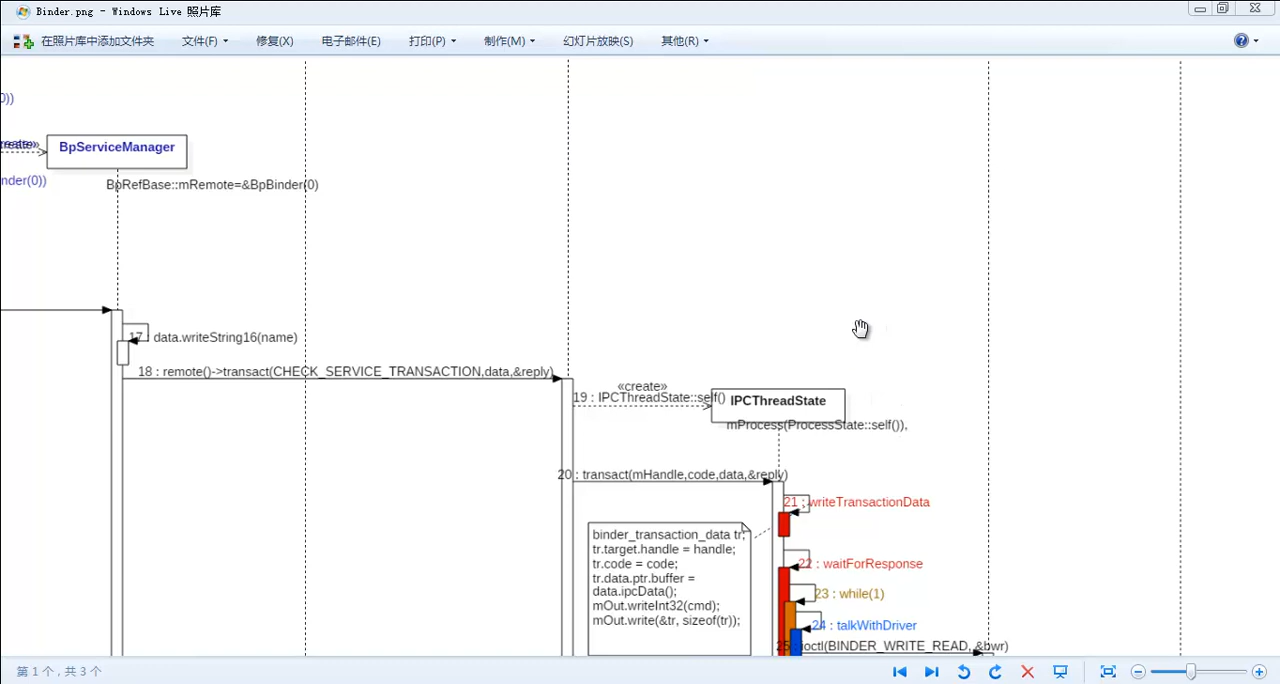 Binder.png - Windows Live 照片库
在照片库中添加文件夹 文件(F) 修复(X) 电子邮件(E) 打印(P) 制作(M) 幻灯片放映(S) 其他(R)
0))
BpServiceManager
nder(0))
BpRefBase::mRemote=&BpBinder(0)
17 : data.writeString16(name)
18 : remote()->transact(CHECK_SERVICE_TRANSACTION,data,&reply)
«create»
19 : IPCThreadState::self()
IPCThreadState
mProcess(ProcessState::self()),
20 : transact(mHandle,code,data,&reply)
21 : writeTransactionData
binder_transaction_data tr;
tr.target.handle = handle;
tr.code = code;
tr.data.ptr.buffer =
data.ipcData();
mOut.writeInt32(cmd);
mOut.write(&tr, sizeof(tr));
22 : waitForResponse
23 : while(1)
24 : talkWithDriver
25 : ioctl(BINDER_WRITE_READ, &bwr)
第 1 个，共 3 个